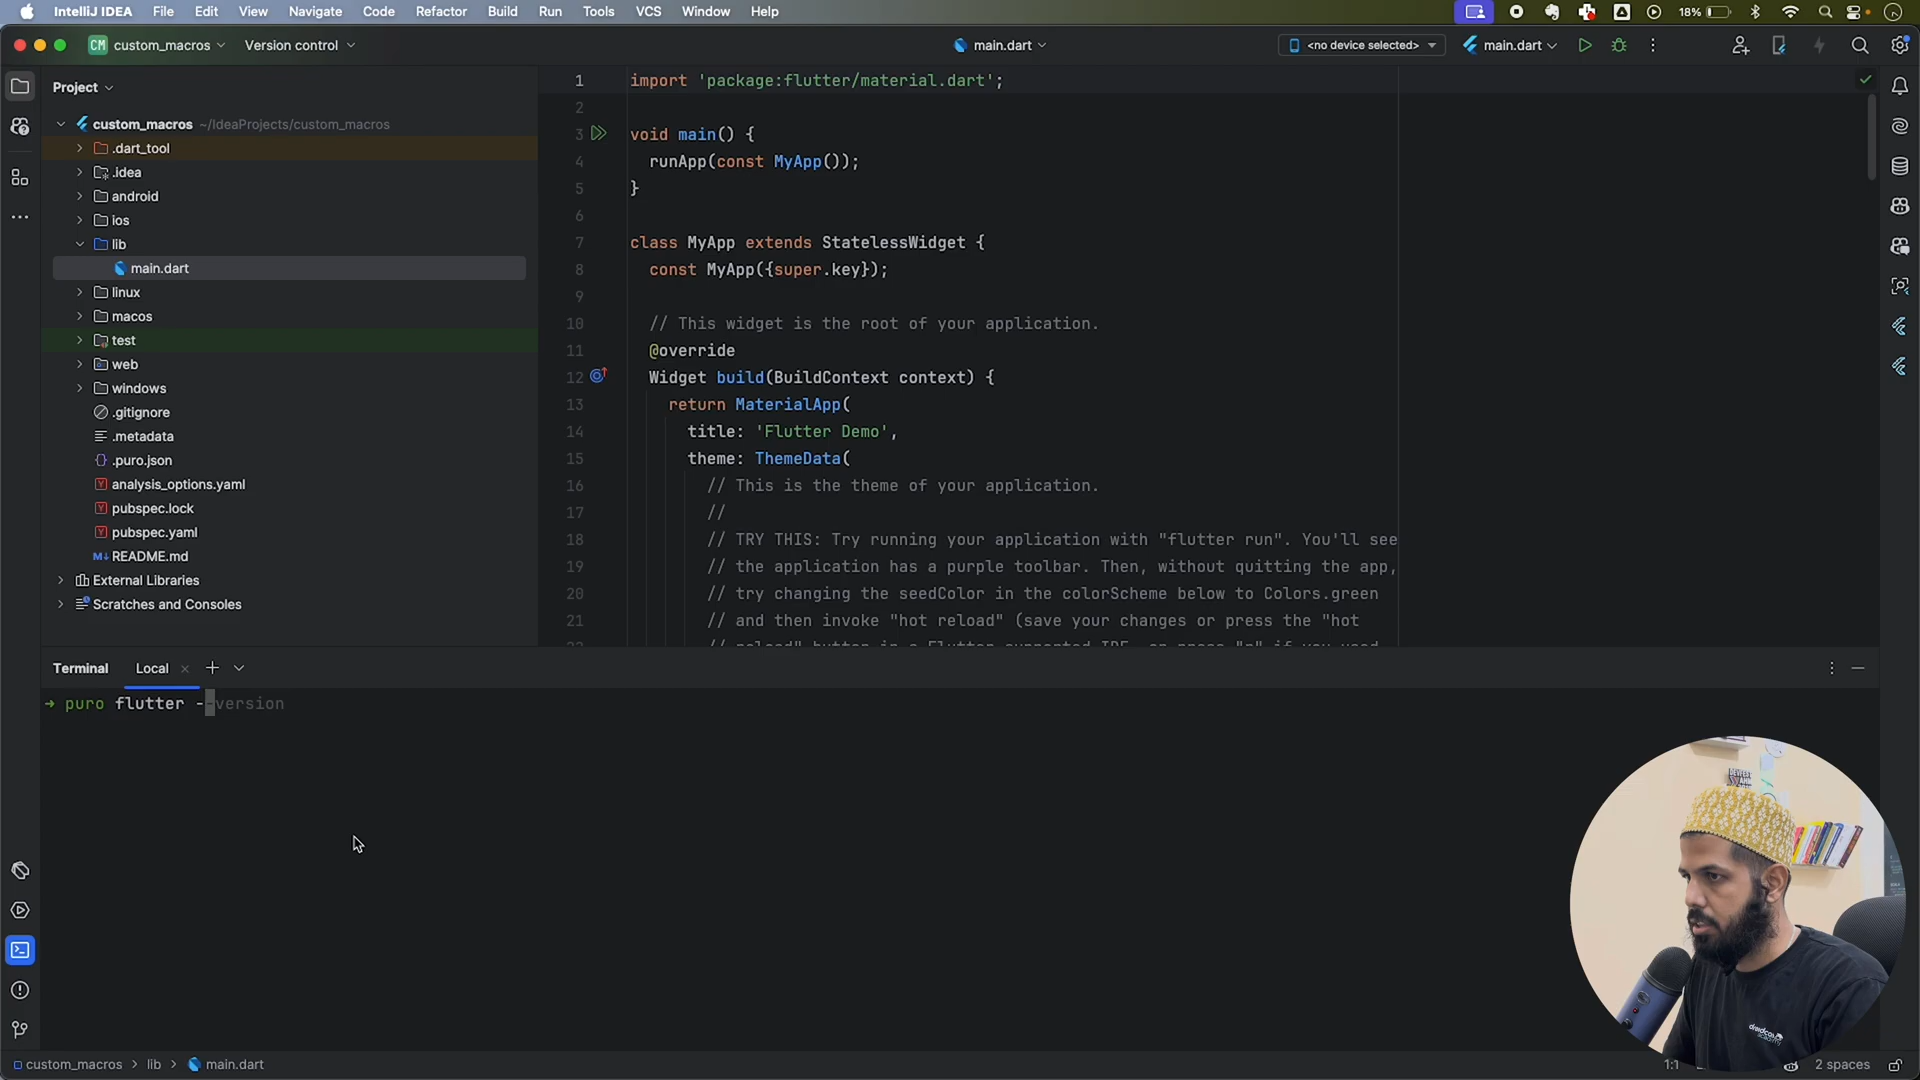 IntelliJ IDEA File Edit View Navigate Code Refactor Build Run Tools VCS Window Help 18%
CM custom_macros Version control main.dart <no device selected> main.dart
Project
custom_macros ~/IdeaProjects/custom_macros
.dart_tool
.idea
android
ios
lib
main.dart
linux
macos
test
web
windows
.gitignore
.metadata
.puro.json
analysis_options.yaml
pubspec.lock
pubspec.yaml
README.md
External Libraries
Scratches and Consoles
1 import 'package:flutter/material.dart';
2
3 void main() {
4 runApp(const MyApp());
5 }
6
7 class MyApp extends StatelessWidget {
8 const MyApp({super.key});
9
10 // This widget is the root of your application.
11 @override
12 Widget build(BuildContext context) {
13 return MaterialApp(
14 title: 'Flutter Demo',
15 theme: ThemeData(
16 // This is the theme of your application.
17 //
18 // TRY THIS: Try running your application with "flutter run". You'll see
19 // the application has a purple toolbar. Then, without quitting the app,
20 // try changing the seedColor in the colorScheme below to Colors.green
21 // and then invoke "hot reload" (save your changes or press the "hot
Terminal Local
→ puro flutter --version
custom_macros > lib > main.dart 1:1 2 spaces